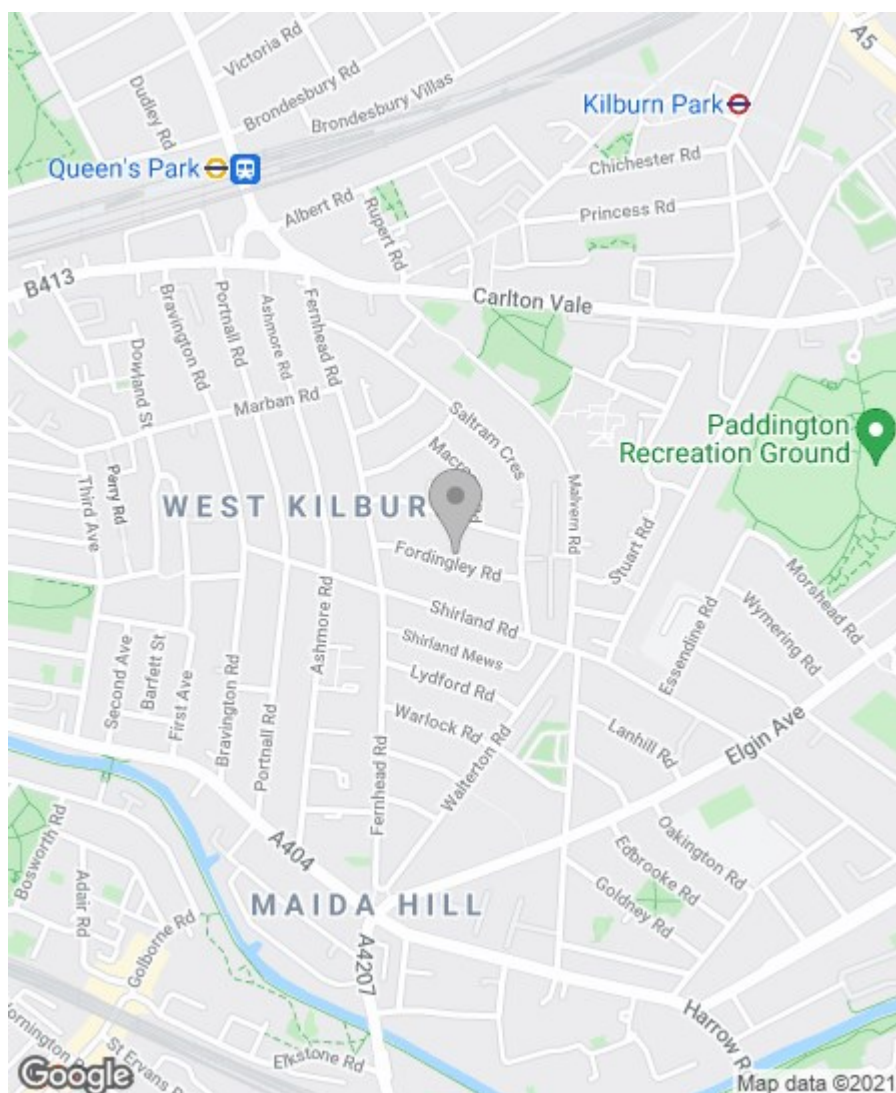 A5
Victoria Rd
Dudley Rd
Brondesbury Rd
Brondesbury Villas
Kilburn Park
Queen's Park
Chichester Rd
Albert Rd
Rupert Rd
Princess Rd
B413
Carlton Vale
Bravington Rd
Portnall Rd
Ashmore Rd
Fernhead Rd
Dowland St
Marban Rd
Saltram Cres
Paddington
Recreation Ground
Third Ave
Perry Rd
Malvern Rd
WEST KILBUR
Stuart Rd
Fordingley Rd
Morshead Rd
Wymering Rd
Essendine Rd
Shirland Rd
Shirland Mews
Ashmore Rd
Second Ave
Barfett St
First Ave
Bravington Rd
Portnall Rd
Lydford Rd
Warlock Rd
Walterton Rd
Lanhill Rd
Elgin Ave
Fernhead Rd
Bosworth Rd
A404
Oakington Rd
Edbrooke Rd
Goldney Rd
Adair Rd
MAIDA HILL
Golborne Rd
A4207
Harrow R
St Ervans
Elkstone Rd
Google
Map data ©2021